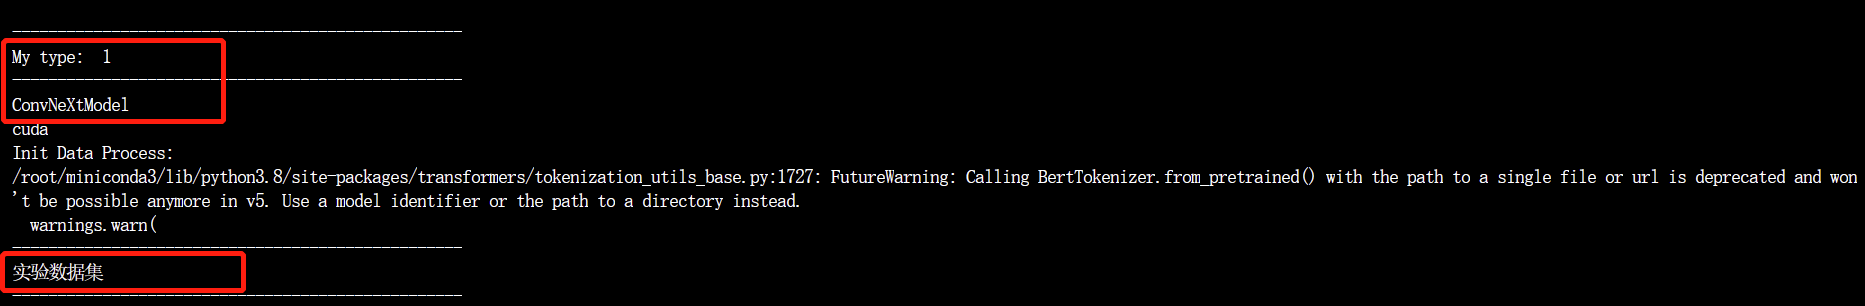 --------------------------------------------------
My type:  l
--------------------------------------------------
ConvNeXtModel
cuda
Init Data Process:
/root/miniconda3/lib/python3.8/site-packages/transformers/tokenization_utils_base.py:1727: FutureWarning: Calling BertTokenizer.from_pretrained() with the path to a single file or url is deprecated and won
't be possible anymore in v5. Use a model identifier or the path to a directory instead.
  warnings.warn(
--------------------------------------------------
实验数据集
--------------------------------------------------